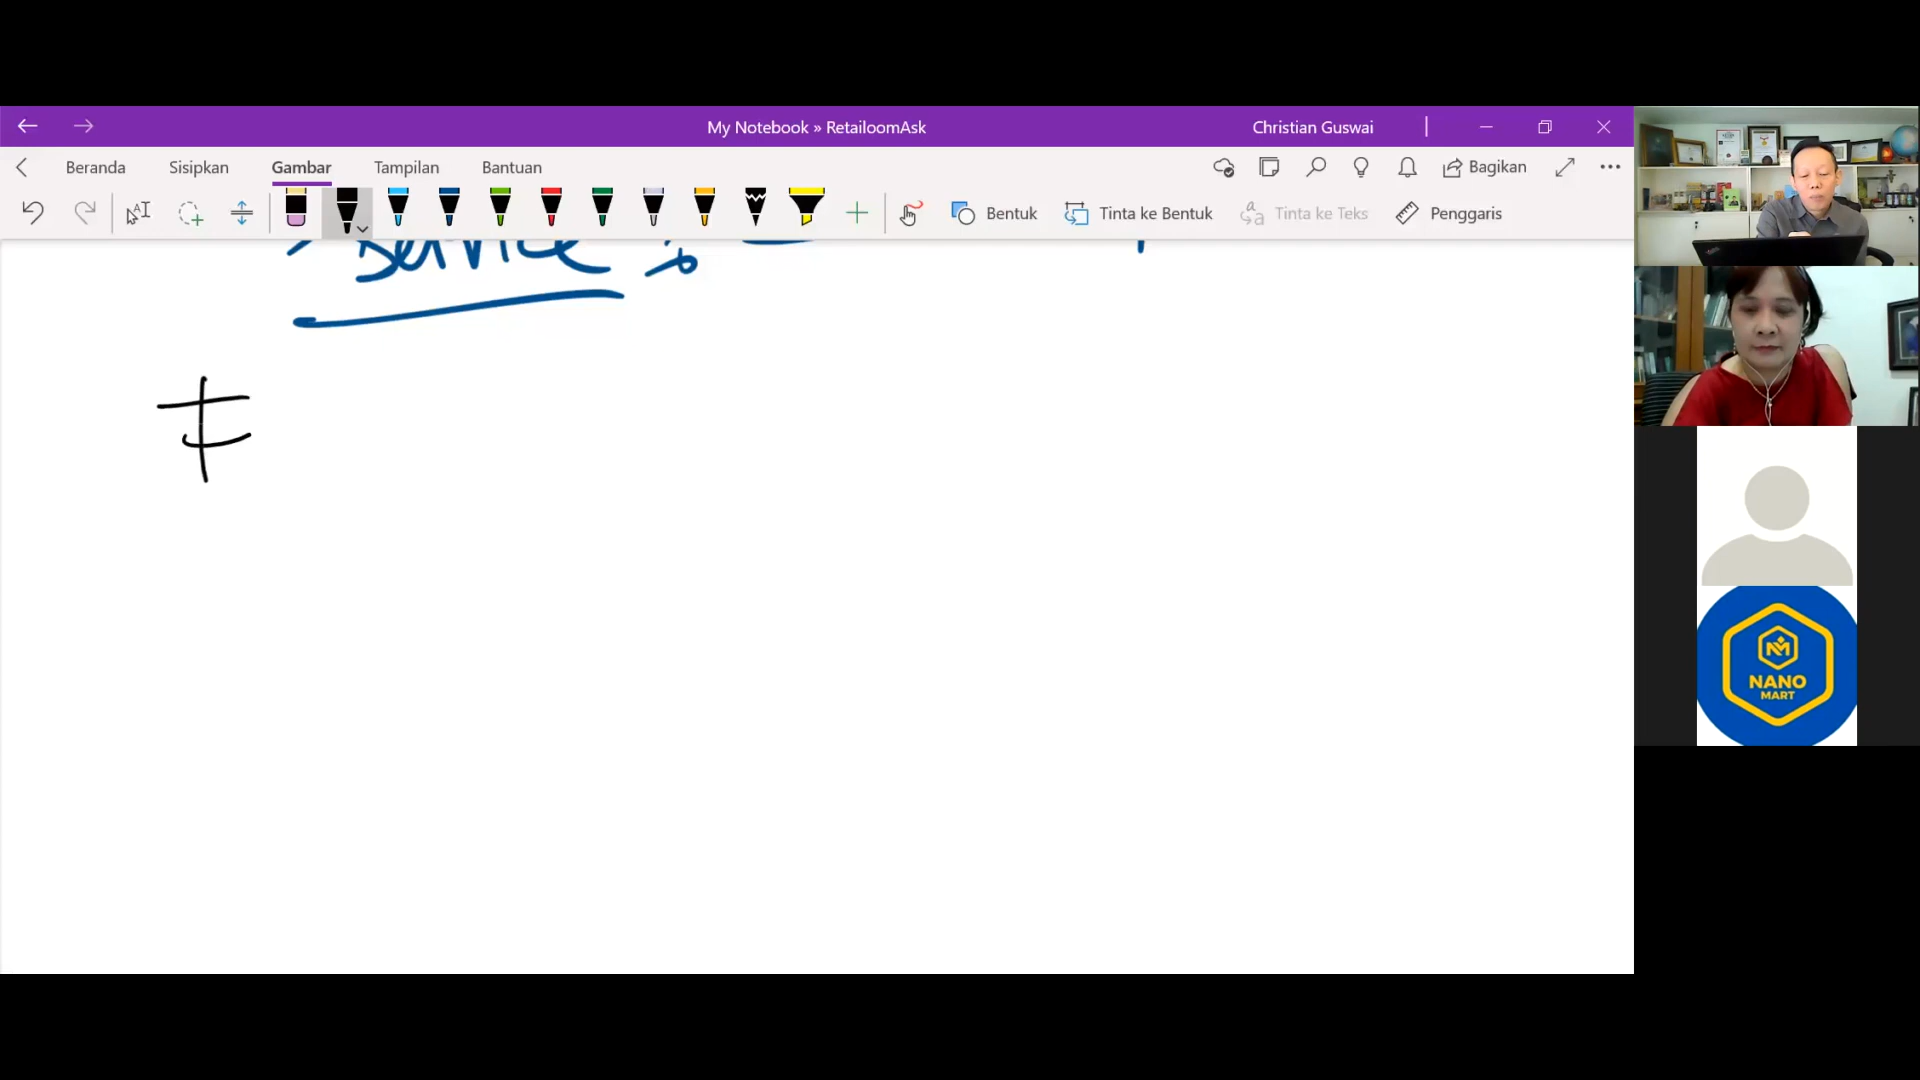 My Notebook » RetailoomAsk
Christian Guswai
Beranda Sisipkan Gambar Tampilan Bantuan
Bagikan
Bentuk Tinta ke Bentuk Tinta ke Teks Penggaris
Service
NANO
MART